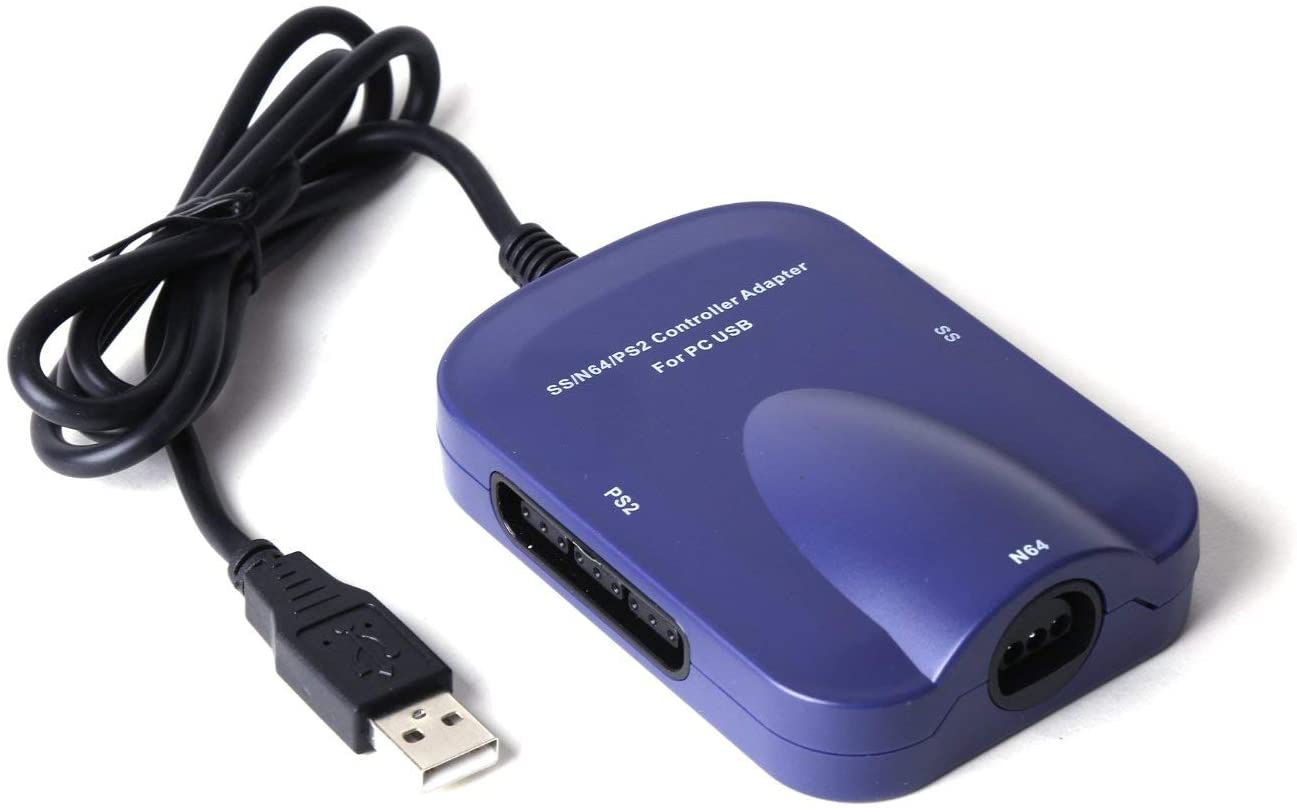 SS/N64/PS2 Controller Adapter
For PC USB
SS
PS2
N64